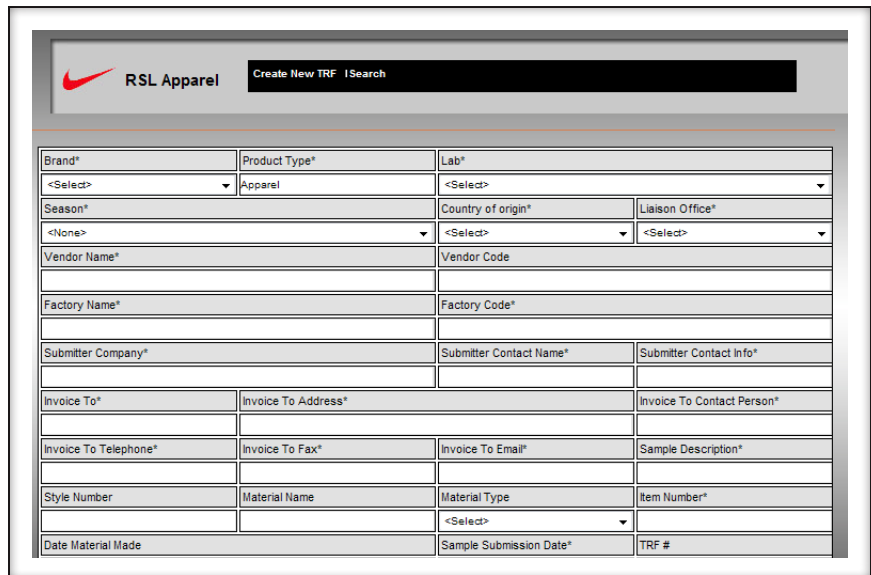 RSL Apparel
Create New TRF | Search
Brand* Product Type* Lab*
<Select> Apparel <Select>
Season* Country of origin* Liaison Office*
<None> <Select> <Select>
Vendor Name* Vendor Code
Factory Name* Factory Code*
Submitter Company* Submitter Contact Name* Submitter Contact Info*
Invoice To* Invoice To Address* Invoice To Contact Person*
Invoice To Telephone* Invoice To Fax* Invoice To Email* Sample Description*
Style Number Material Name Material Type Item Number*
<Select>
Date Material Made Sample Submission Date* TRF #